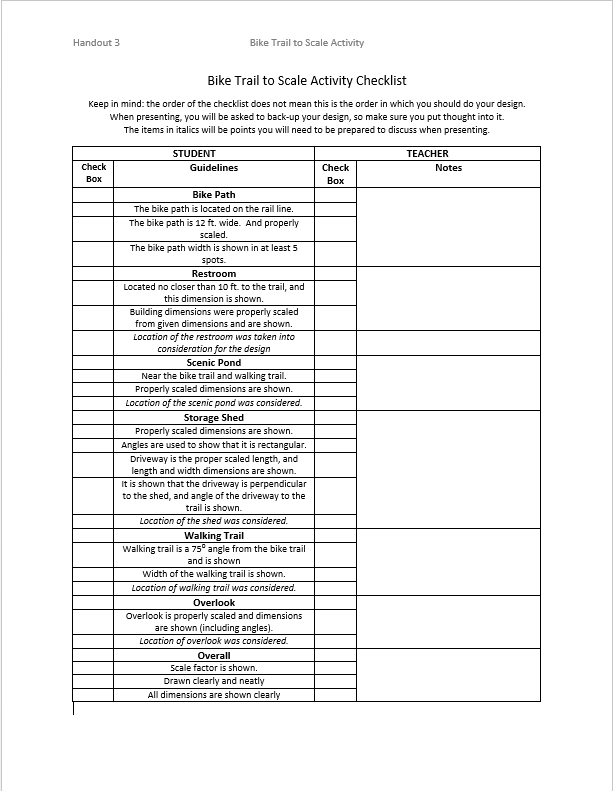 Handout 3 Bike Trail to Scale Activity
Bike Trail to Scale Activity Checklist
Keep in mind: the order of the checklist does not mean this is the order in which you should do your design.
When presenting, you will be asked to back-up your design, so make sure you put thought into it.
The items in italics will be points you will need to be prepared to discuss when presenting.
STUDENT TEACHER
Check Box Guidelines Check Box Notes
Bike Path
The bike path is located on the rail line.
The bike path is 12 ft. wide.  And properly
scaled.
The bike path width is shown in at least 5
spots.
Restroom
Located no closer than 10 ft. to the trail, and
this dimension is shown.
Building dimensions were properly scaled
from given dimensions and are shown.
Location of the restroom was taken into
consideration for the design
Scenic Pond
Near the bike trail and walking trail.
Properly scaled dimensions are shown.
Location of the scenic pond was considered.
Storage Shed
Properly scaled dimensions are shown.
Angles are used to show that it is rectangular.
Driveway is the proper scaled length, and
length and width dimensions are shown.
It is shown that the driveway is perpendicular
to the shed, and angle of the driveway to the
trail is shown.
Location of the shed was considered.
Walking Trail
Walking trail is a 75⁰ angle from the bike trail
and is shown
Width of the walking trail is shown.
Location of walking trail was considered.
Overlook
Overlook is properly scaled and dimensions
are shown (including angles).
Location of overlook was considered.
Overall
Scale factor is shown.
Drawn clearly and neatly
All dimensions are shown clearly